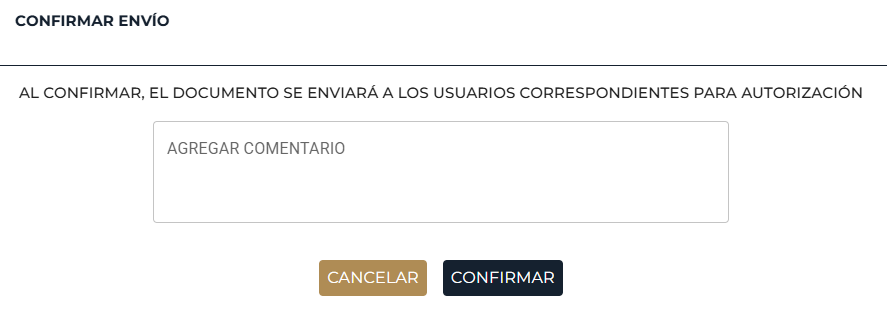 CONFIRMAR ENVÍO
AL CONFIRMAR, EL DOCUMENTO SE ENVIARÁ A LOS USUARIOS CORRESPONDIENTES PARA AUTORIZACIÓN
AGREGAR COMENTARIO
CANCELAR CONFIRMAR